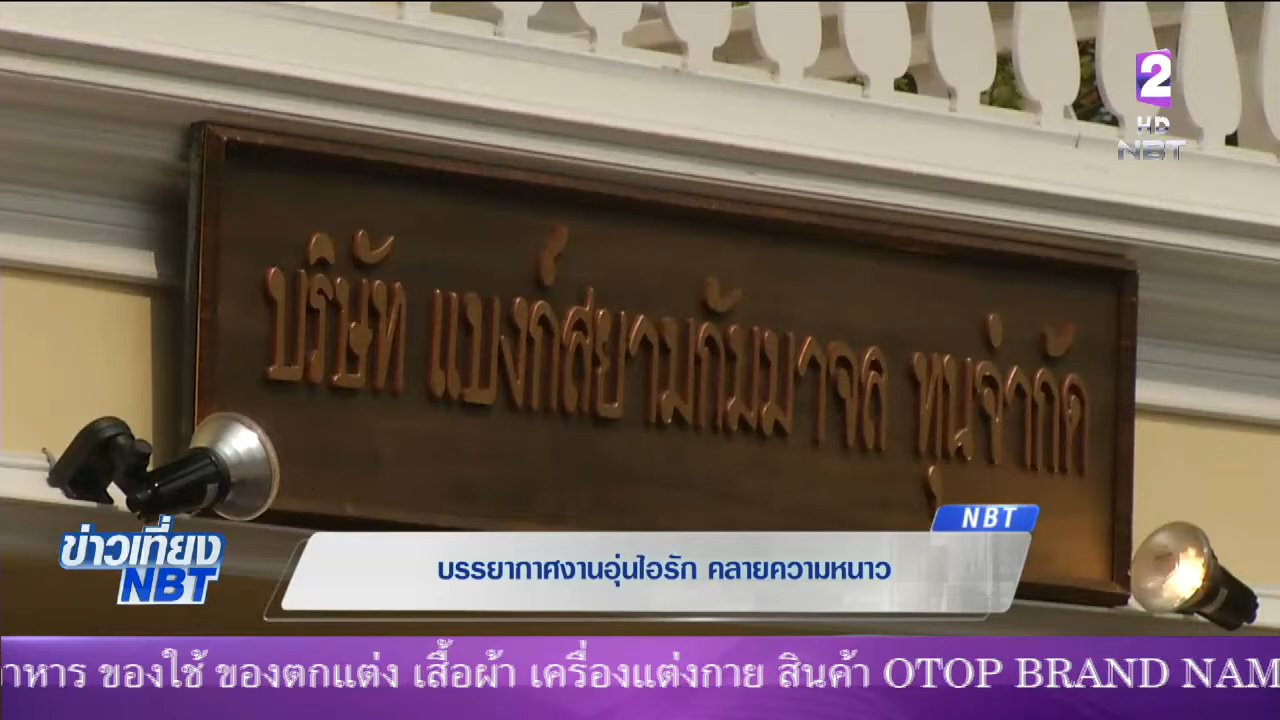 2
HD
NBT
บริษัท แบงก์สยามกัมมาจล ทุนจำกัด
NBT
ข่าวเที่ยง
NBT
บรรยากาศงานอุ่นไอรัก คลายความหนาว
าหาร ของใช้ ของตกแต่ง เสื้อผ้า เครื่องแต่งกาย สินค้า OTOP BRAND NAM